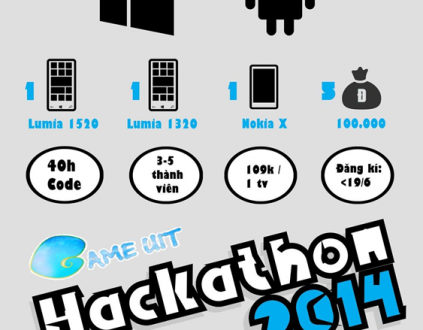 1 1 1 5 Đ
Lumia 1520 Lumia 1320 Nokia X 100.000
40h
Code
3-5
thành
viên
109k /
1 tv
Đăng kí:
<19/6
GAME UIT
Hackathon
2014